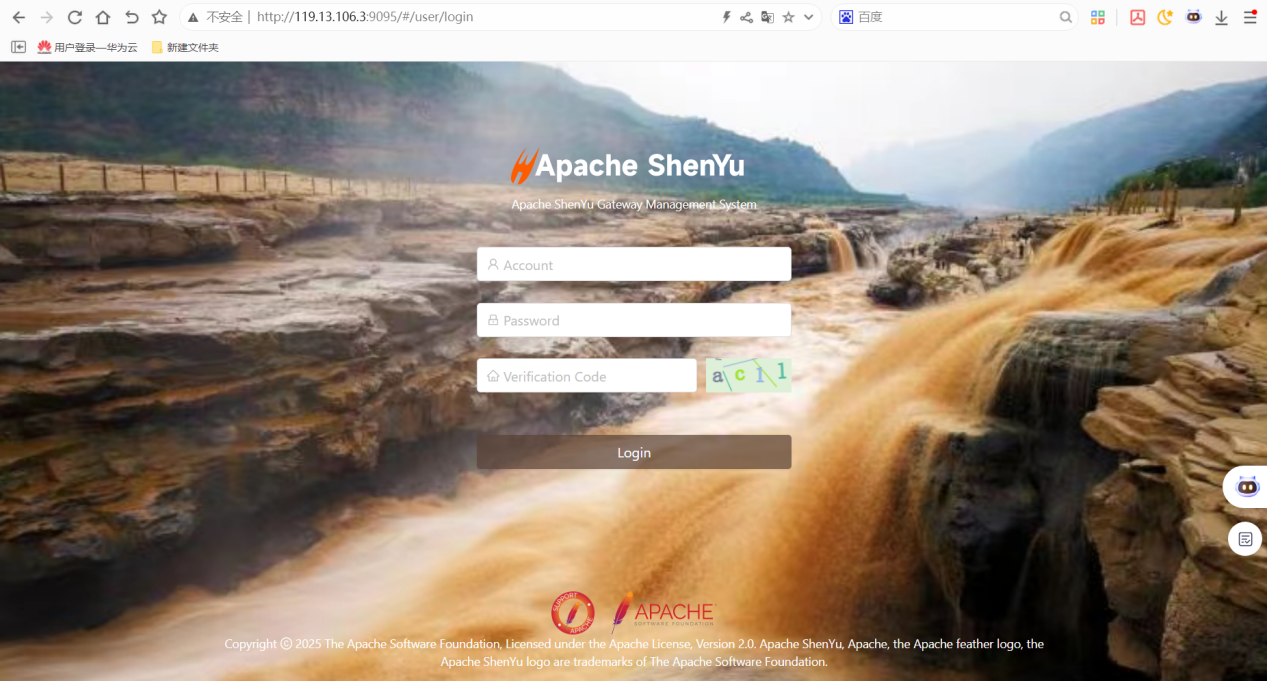 不安全 | http://119.13.106.3:9095/#/user/login
百度
用户登录—华为云
新建文件夹
Apache ShenYu
Apache ShenYu Gateway Management System
Account
Password
Verification Code
a c 1 1
Login
SUPPORT APACHE
APACHE
SOFTWARE FOUNDATION
Copyright © 2025 The Apache Software Foundation, Licensed under the Apache License, Version 2.0. Apache ShenYu, Apache, the Apache feather logo, the
Apache ShenYu logo are trademarks of The Apache Software Foundation.